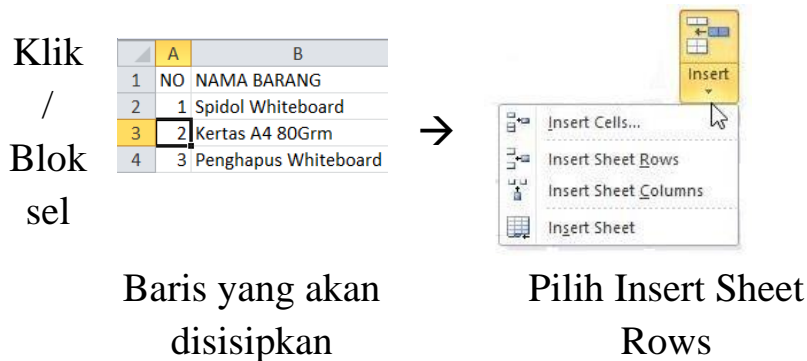 Klik
/
Blok
sel
A B
1 NO NAMA BARANG
2 1 Spidol Whiteboard
3 2 Kertas A4 80Grm
4 3 Penghapus Whiteboard
→
Insert
Insert Cells...
Insert Sheet Rows
Insert Sheet Columns
Insert Sheet
Baris yang akan
disisipkan
Pilih Insert Sheet
Rows